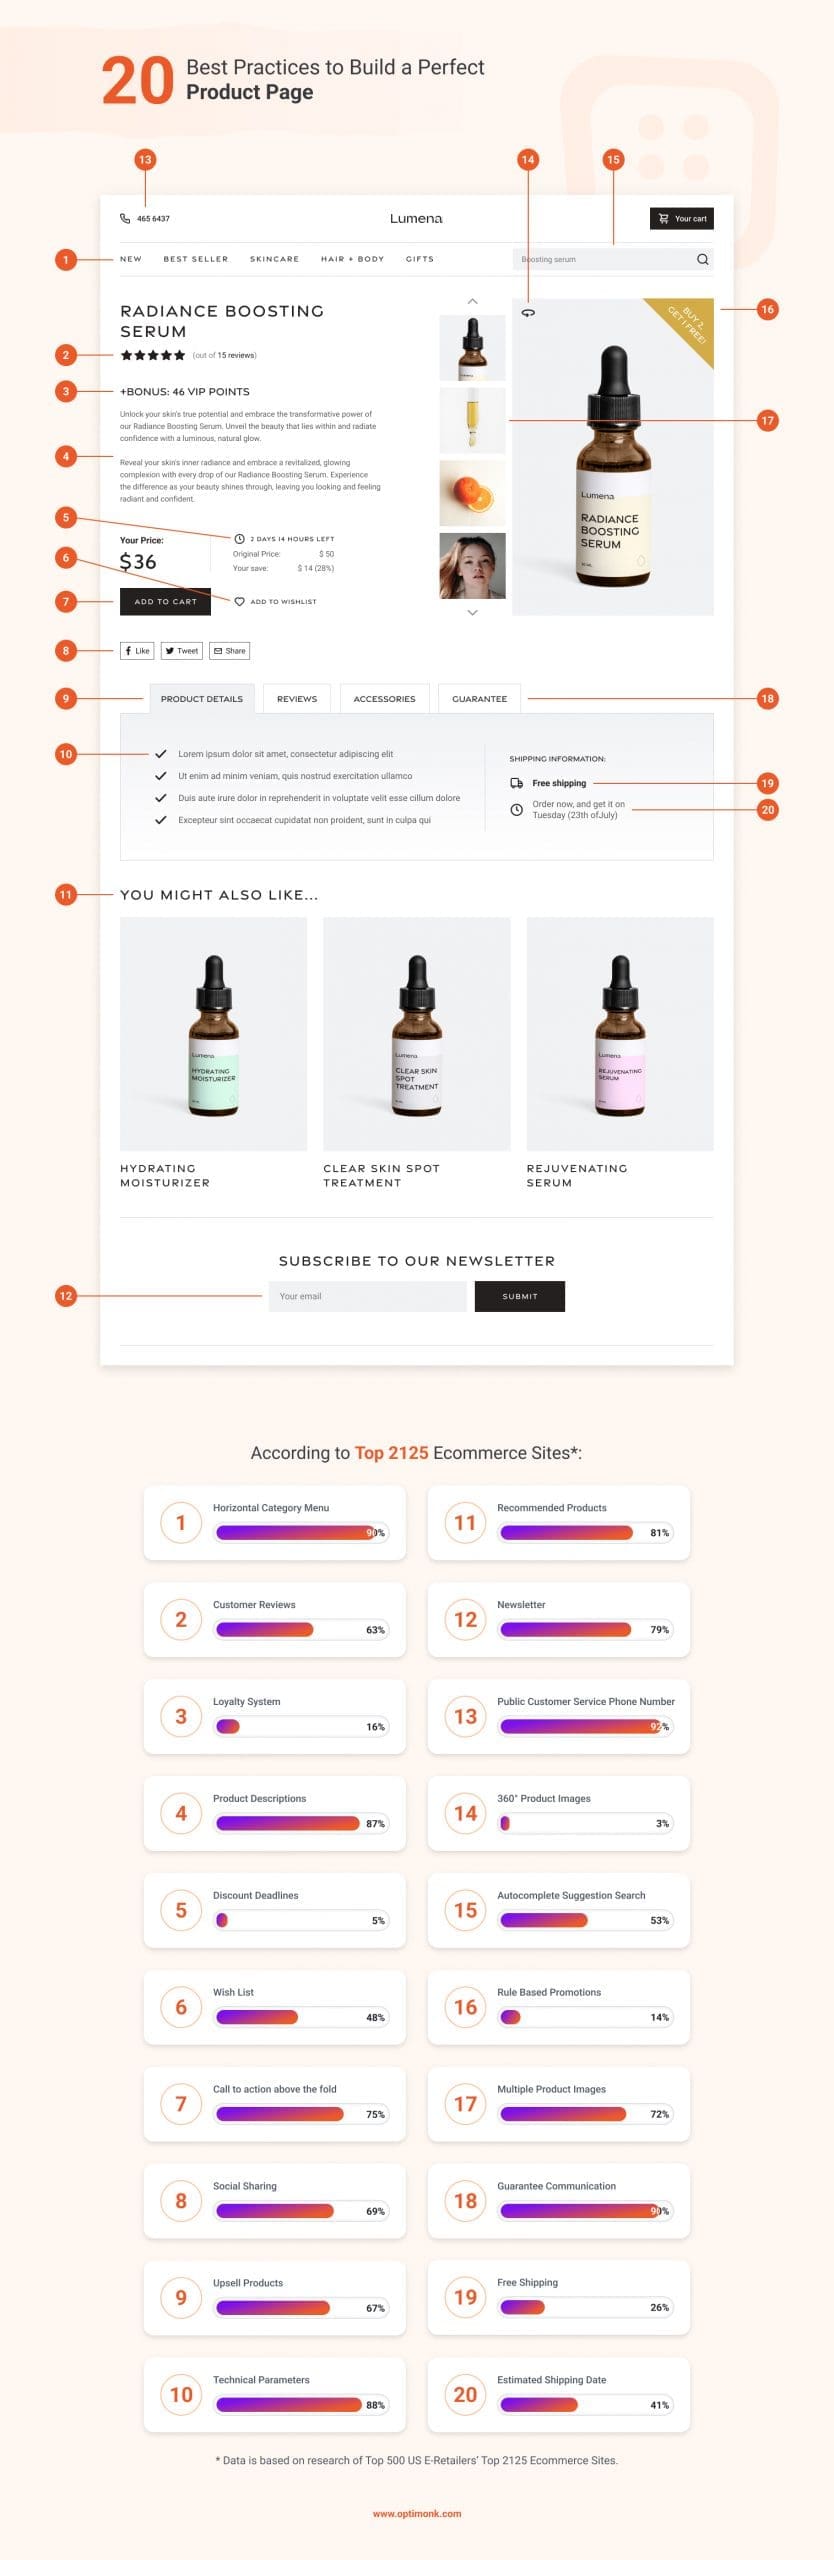 20 Best Practices to Build a Perfect
Product Page
13
14
15
465 6437
Lumena
Your cart
1
NEW BEST SELLER SKINCARE HAIR + BODY GIFTS
Boosting serum
RADIANCE BOOSTING
SERUM
BUY 2,
GET 1 FREE!
16
2
(out of 15 reviews)
3
+BONUS: 46 VIP POINTS
Unlock your skin's true potential and embrace the transformative power of
our Radiance Boosting Serum. Unveil the beauty that lies within and radiate
confidence with a luminous, natural glow.
17
4
Reveal your skin's inner radiance and embrace a revitalized, glowing
complexion with every drop of our Radiance Boosting Serum. Experience
the difference as your beauty shines through, leaving you looking and feeling
radiant and confident.
Lumena
RADIANCE
BOOSTING
SERUM
5
Your Price:
$36
2 DAYS 14 HOURS LEFT
Original Price: $ 50
Your save: $ 14 (28%)
6
7
ADD TO CART
ADD TO WISHLIST
8
Like
Tweet
Share
9
PRODUCT DETAILS
REVIEWS
ACCESSORIES
GUARANTEE
18
10
Lorem ipsum dolor sit amet, consectetur adipiscing elit
Ut enim ad minim veniam, quis nostrud exercitation ullamco
Duis aute irure dolor in reprehenderit in voluptate velit esse cillum dolore
Excepteur sint occaecat cupidatat non proident, sunt in culpa qui
SHIPPING INFORMATION:
Free shipping
19
Order now, and get it on
Tuesday (23th ofJuly)
20
11
YOU MIGHT ALSO LIKE...
Lumena
HYDRATING
MOISTURIZER
Lumena
CLEAR SKIN
SPOT
TREATMENT
Lumena
REJUVENATING
SERUM
HYDRATING
MOISTURIZER
CLEAR SKIN SPOT
TREATMENT
REJUVENATING
SERUM
SUBSCRIBE TO OUR NEWSLETTER
12
Your email
SUBMIT
According to Top 2125 Ecommerce Sites*:
1
Horizontal Category Menu
90%
11
Recommended Products
81%
2
Customer Reviews
63%
12
Newsletter
79%
3
Loyalty System
16%
13
Public Customer Service Phone Number
92%
4
Product Descriptions
87%
14
360° Product Images
3%
5
Discount Deadlines
5%
15
Autocomplete Suggestion Search
53%
6
Wish List
48%
16
Rule Based Promotions
14%
7
Call to action above the fold
75%
17
Multiple Product Images
72%
8
Social Sharing
69%
18
Guarantee Communication
90%
9
Upsell Products
67%
19
Free Shipping
26%
10
Technical Parameters
88%
20
Estimated Shipping Date
41%
* Data is based on research of Top 500 US E-Retailers' Top 2125 Ecommerce Sites.
www.optimonk.com